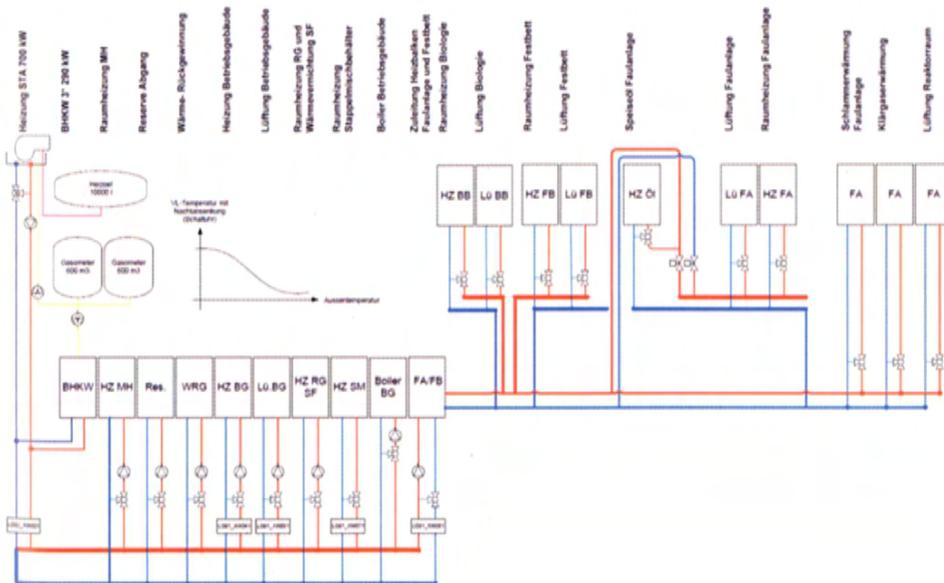 Heizung STA 700 kW
BHKW 3* 290 kW
Raumheizung MH
Reserve Abgang
Wärme- Rückgewinnung
Heizung Betriebsgebäude
Lüftung Betriebsgebäude
Raumheizung RG und
Wärmevernichtung SF
Raumheizung
Stappelmischbehälter
Boiler Betriebsgebäude
Zuleitung Heizbalken
Faulanlage und Festbett
Raumheizung Biologie
Lüftung Biologie
Raumheizung Festbett
Lüftung Festbett
Speiseöl Faulanlage
Lüftung Faulanlage
Raumheizung Faulanlage
Schlammerwärmung
Faulanlage
Klärgaserwärmung
Lüftung Reaktorraum
Heizoel
10000 l
Gasometer
600 m3
Gasometer
600 m3
VL-Temperatur mit
Nachtabsenkung
(Schaltuhr)
Aussentemperatur
HZ BB
Lü BB
HZ FB
Lü FB
HZ Öl
Lü FA
HZ FA
FA
FA
FA
BHKW
HZ MH
Res.
WRG
HZ BG
Lü.BG
HZ RG
SF
HZ SM
Boiler
BG
FA/FB